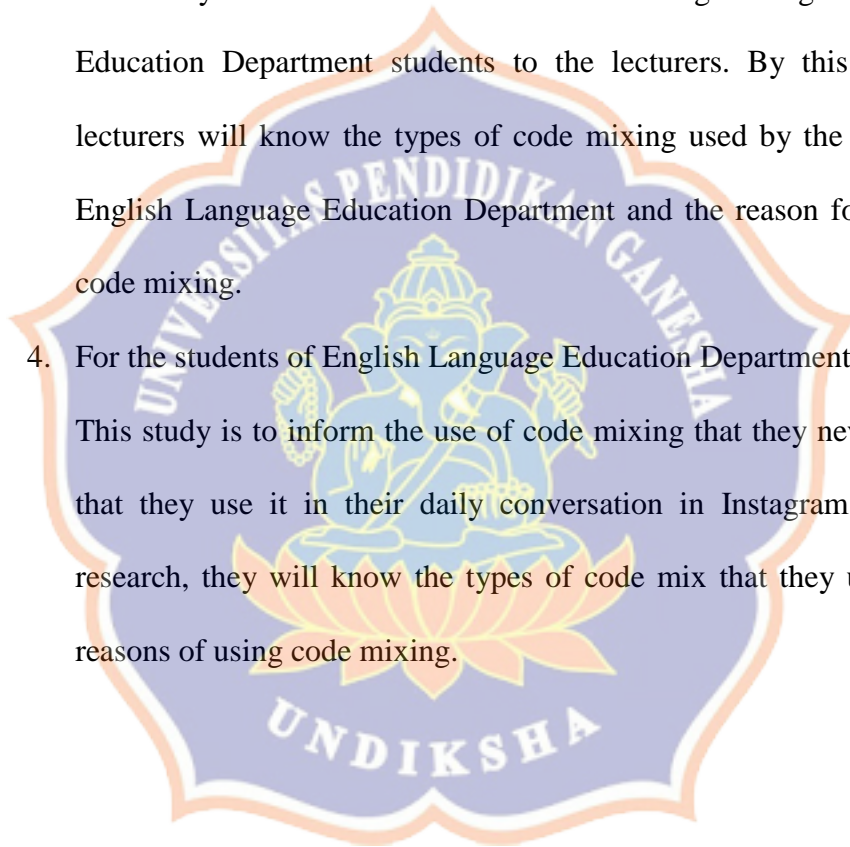 Education Department students to the lecturers. By this
lecturers will know the types of code mixing used by the
English Language Education Department and the reason fo
code mixing.
4. For the students of English Language Education Department
This study is to inform the use of code mixing that they nev
that they use it in their daily conversation in Instagram
research, they will know the types of code mix that they u
reasons of using code mixing.
UNIVERSITAS PENDIDIKAN GANESHA
UNDIKSHA